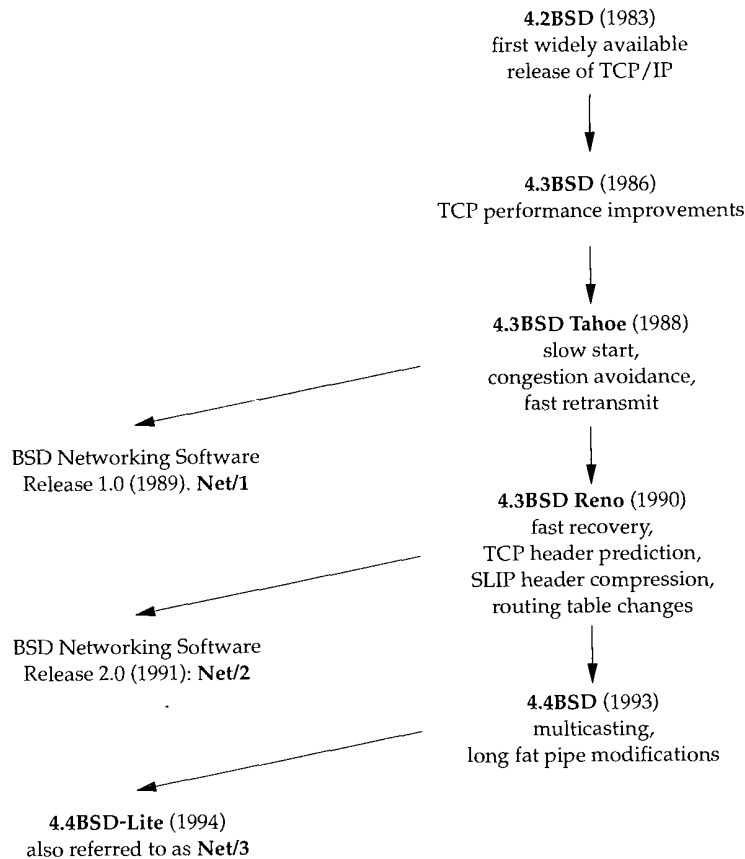 4.2BSD (1983)
first widely available
release of TCP/IP
4.3BSD (1986)
TCP performance improvements
4.3BSD Tahoe (1988)
slow start,
congestion avoidance,
fast retransmit
BSD Networking Software
Release 1.0 (1989). Net/1
4.3BSD Reno (1990)
fast recovery,
TCP header prediction,
SLIP header compression,
routing table changes
BSD Networking Software
Release 2.0 (1991): Net/2
4.4BSD (1993)
multicasting,
long fat pipe modifications
4.4BSD-Lite (1994)
also referred to as Net/3